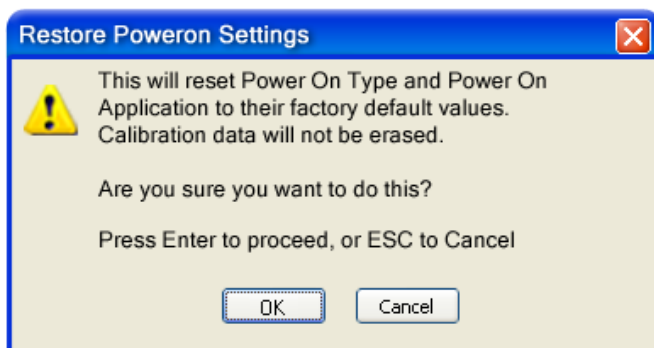 Restore Poweron Settings
This will reset Power On Type and Power On
Application to their factory default values.
Calibration data will not be erased.
Are you sure you want to do this?
Press Enter to proceed, or ESC to Cancel
OK
Cancel